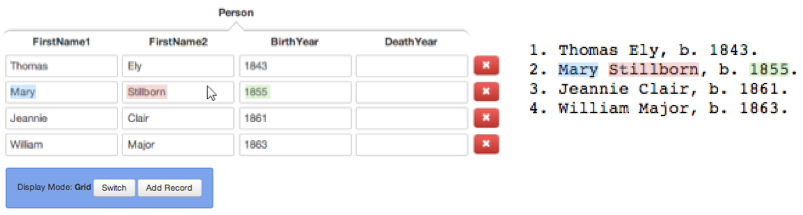 Person
FirstName1 FirstName2 BirthYear DeathYear
Thomas Ely 1843
Mary Stillborn 1855
Jeannie Clair 1861
William Major 1863
Display Mode: Grid Switch Add Record
1. Thomas Ely, b. 1843.
2. Mary Stillborn, b. 1855.
3. Jeannie Clair, b. 1861.
4. William Major, b. 1863.